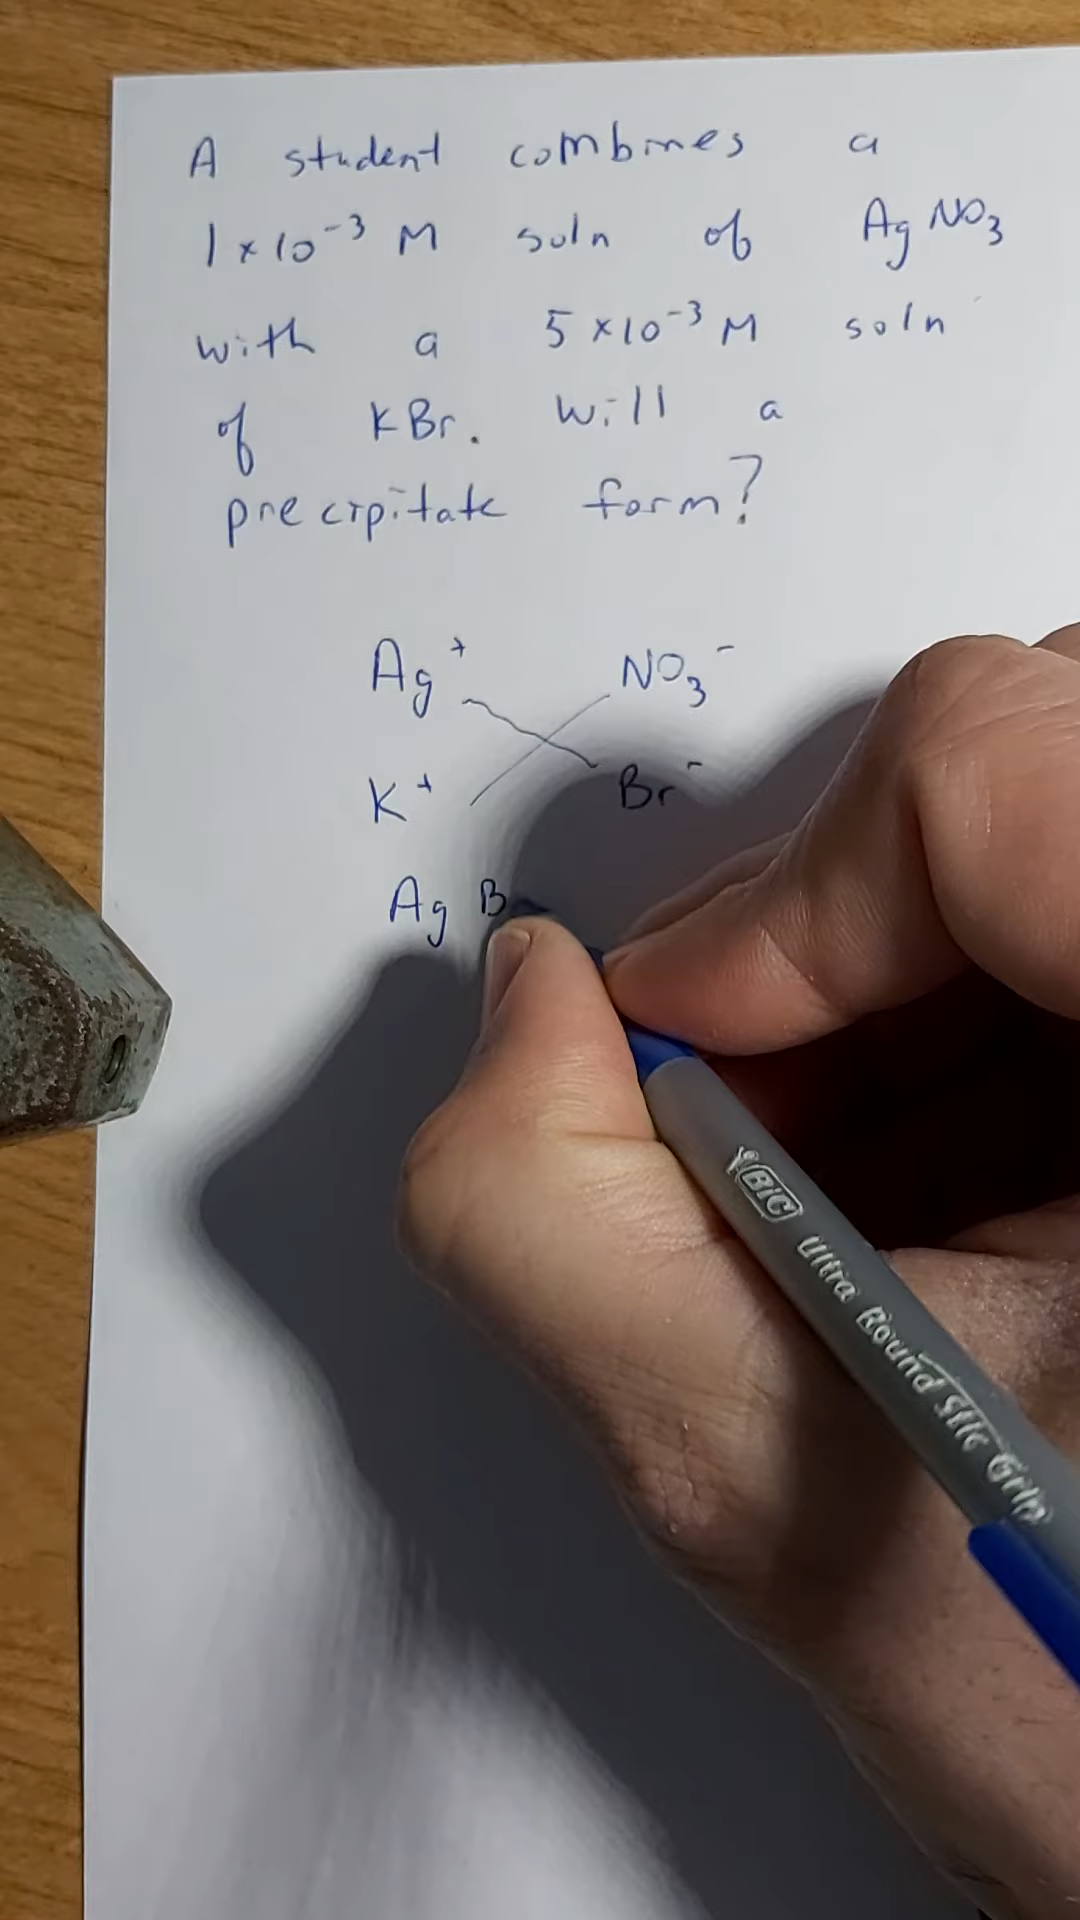 A student combines a
1 x 10⁻³ M soln of AgNO₃
with a 5 x 10⁻³ M soln
of KBr. Will a
precipitate form?
Ag⁺ NO₃⁻
K⁺ Br⁻
Ag B
BIC Ultra Round Stic Grip